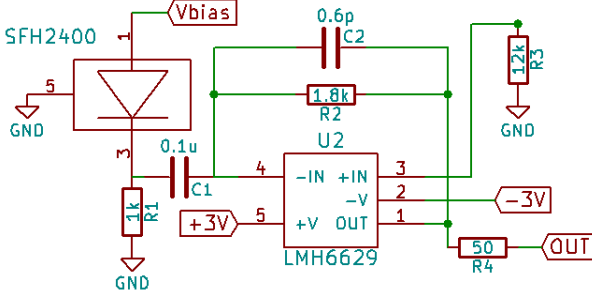 Vbias
SFH2400
1
5
GND
3
0.6p
C2
1.8k
R2
12k
R3
GND
0.1u
C1
1k
R1
GND
U2
4
-IN
+IN
3
-V
2
-3V
+3V
5
+V
OUT
1
LMH6629
50
R4
OUT